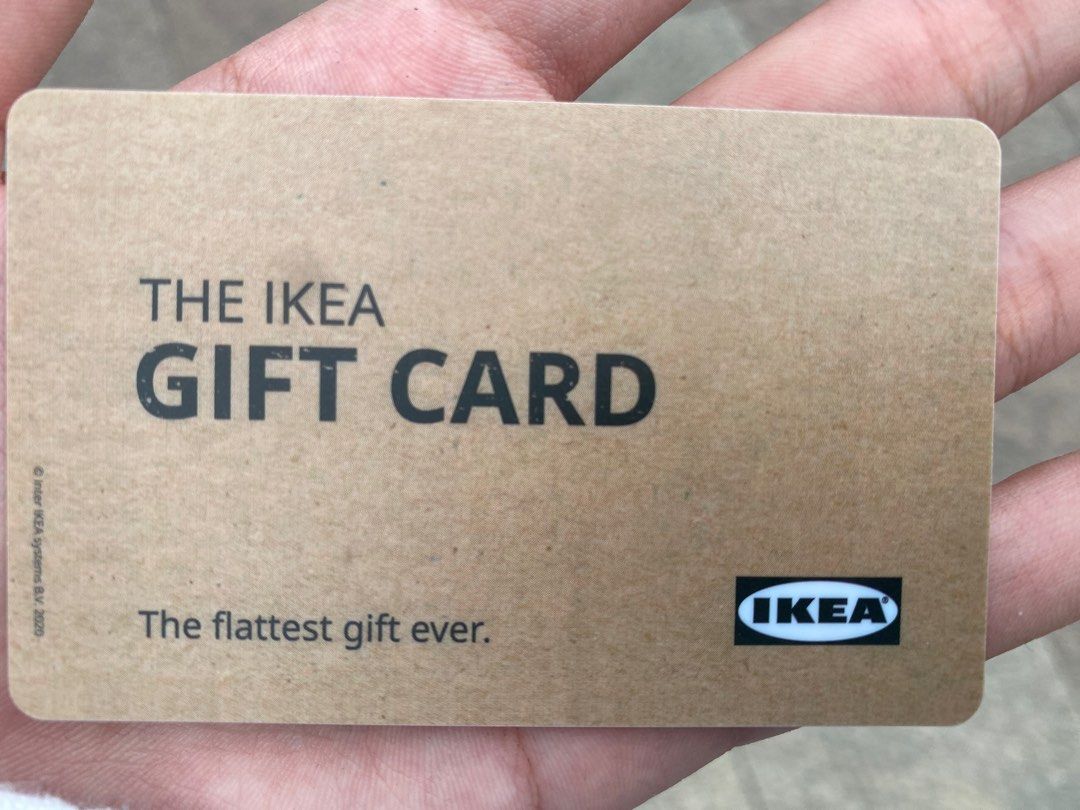 THE IKEA
GIFT CARD
© Inter IKEA systems B.V. 2020
The flattest gift ever.
IKEA®